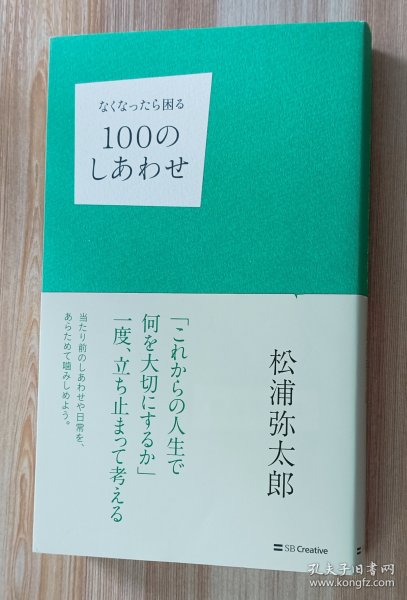 なくなったら困る
100の
しあわせ
「これからの人生で
何を大切にするか」
一度、立ち止まって考える
当たり前のしあわせや日常を、
あらためて噛みしめよう。
松浦弥太郎
SB Creative
孔夫子旧书网
www.kongfz.com